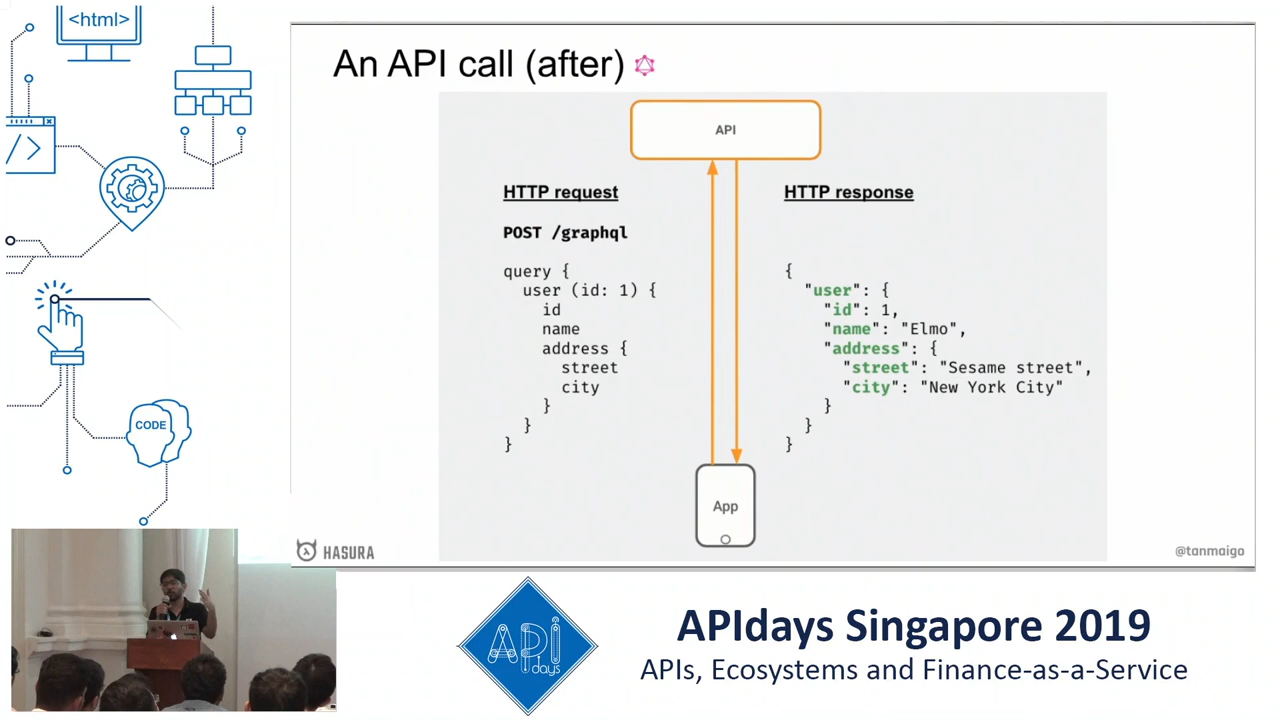 <html>
</>
CODE
An API call (after)
API
HTTP request
POST /graphql
query {
user (id: 1) {
id
name
address {
street
city
}
}
}
HTTP response
{
"user": {
"id": 1,
"name": "Elmo",
"address": {
"street": "Sesame street",
"city": "New York City"
}
}
}
App
HASURA
@tanmaigo
API
days
APIdays Singapore 2019
APIs, Ecosystems and Finance-as-a-Service